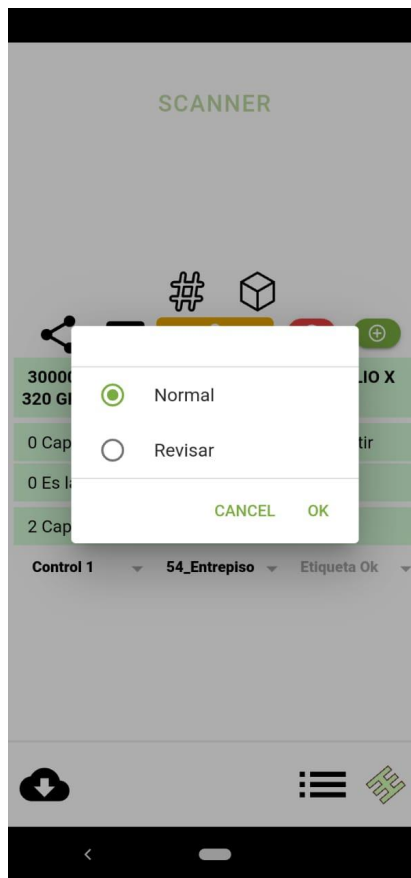 SCANNER
30000 LIO X
320 GI
0 Cap tir
0 Es la
2 Cap
Normal
Revisar
CANCEL OK
Control 1 54_Entrepiso Etiqueta Ok